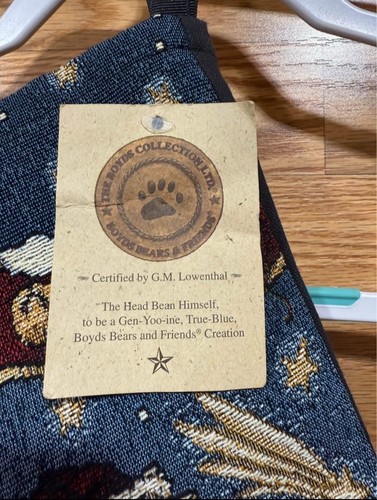 THE BOYDS COLLECTION, LTD.
BOYDS BEARS & FRIENDS
Certified by G.M. Lowenthal
"The Head Bean Himself,
to be a Gen-Yoo-ine, True-Blue,
Boyds Bears and Friends® Creation